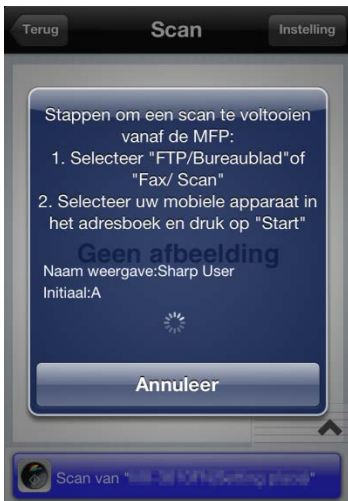 Terug
Scan
Instelling
Stappen om een scan te voltooien
vanaf de MFP:
1. Selecteer "FTP/Bureaublad"of
"Fax/ Scan"
2. Selecteer uw mobiele apparaat in
het adresboek en druk op "Start"
Geen afbeelding
Naam weergave:Sharp User
Initiaal:A
Annuleer
Scan van "